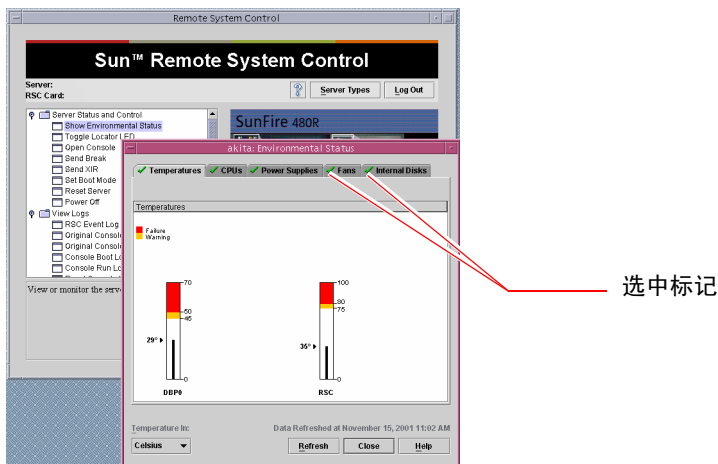 Remote System Control
Sun™ Remote System Control
Server:
RSC Card:
Server Types
Log Out
Server Status and Control
Show Environmental Status
Toggle Locator LED
Open Console
Send Break
Send XIR
Set Boot Mode
Reset Server
Power Off
View Logs
RSC Event Log
Original Console
Original Console
Console Boot Lo
Console Run Lo
View or monitor the serv
SunFire 480R
akita: Environmental Status
Temperatures
CPUs
Power Supplies
Fans
Internal Disks
Temperatures
Failure
Warning
70
50
45
29°
0
DBP0
100
80
75
35°
0
RSC
选中标记
Temperature In:
Data Refreshed at November 15, 2001 11:02 AM
Celsius
Refresh
Close
Help